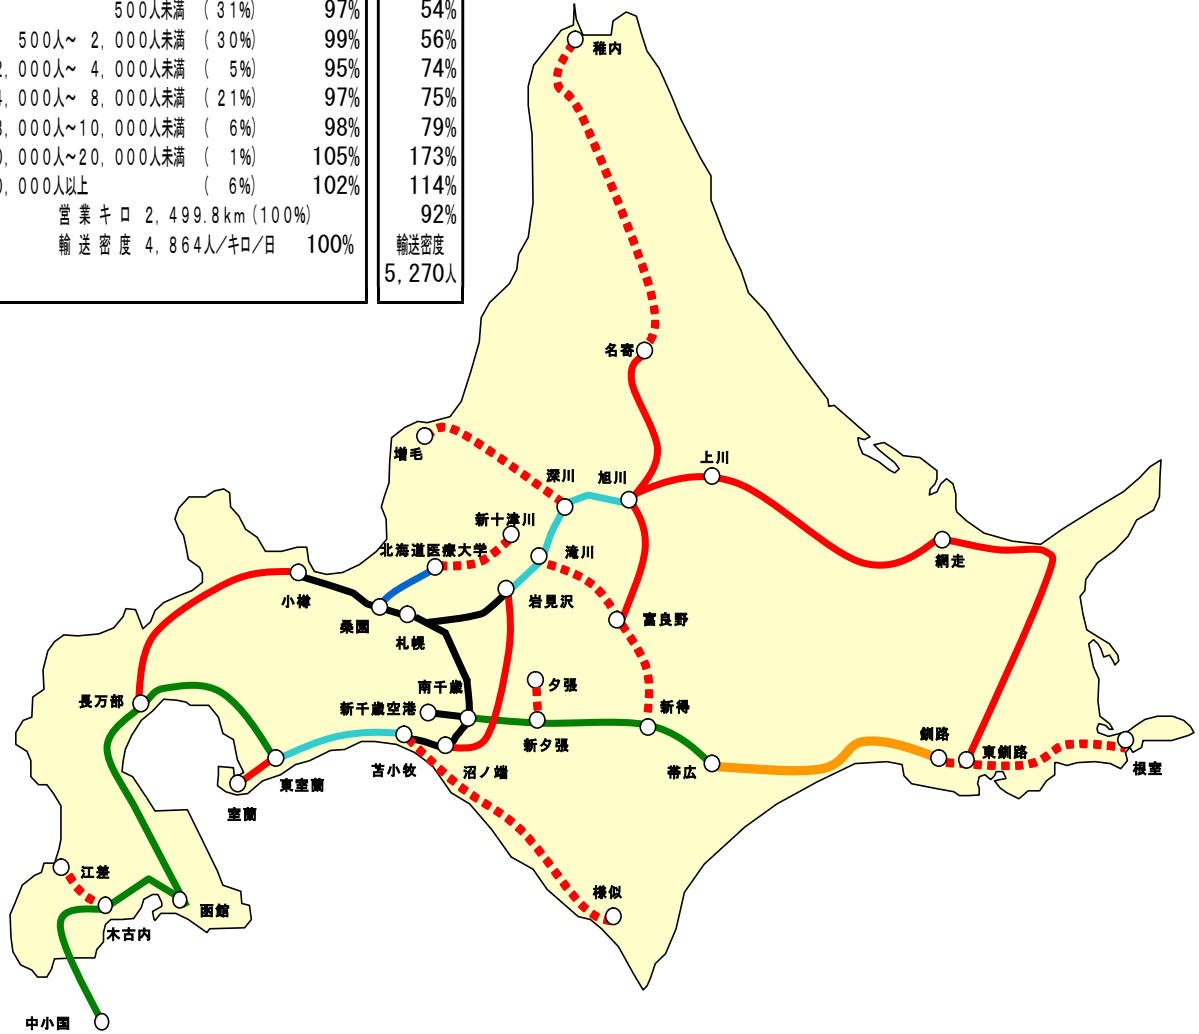 500人未満 (31%) 97% 54%
500人~ 2,000人未満 (30%) 99% 56%
2,000人~ 4,000人未満 ( 5%) 95% 74%
4,000人~ 8,000人未満 (21%) 97% 75%
8,000人~10,000人未満 ( 6%) 98% 79%
0,000人~20,000人未満 ( 1%) 105% 173%
0,000人以上 ( 6%) 102% 114%
営業キロ 2,499.8km(100%) 92%
輸送密度 4,864人/キロ/日 100% 輸送密度
5,270人
稚内
名寄
増毛
上川
深川
旭川
新十津川
北海道医療大学
滝川
網走
小樽
岩見沢
桑園
札幌
富良野
南千歳
夕張
長万部
新千歳空港
新得
釧路
新夕張
東釧路
苫小牧
沼ノ端
帯広
根室
東室蘭
室蘭
江差
様似
函館
木古内
中小国